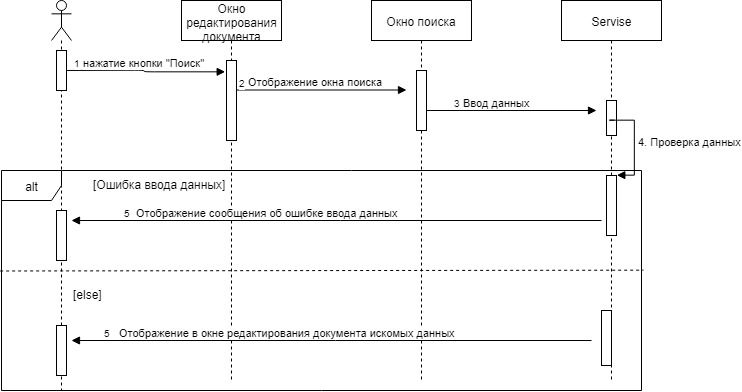 Окно
редактирования
документа
Окно поиска
Servise
1 нажатие кнопки "Поиск"
2 Отображение окна поиска
3 Ввод данных
4. Проверка данных
alt
[Ошибка ввода данных]
5 Отображение сообщения об ошибке ввода данных
[else]
5 Отображение в окне редактирования документа искомых данных